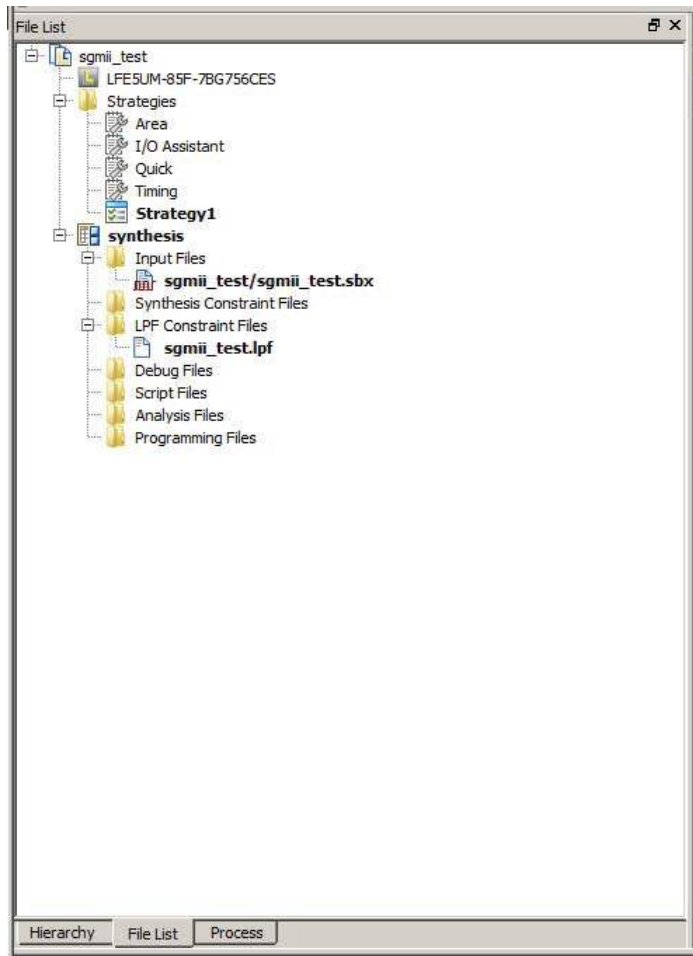 File List
sgmii_test
LFE5UM-85F-7BG756CES
Strategies
Area
I/O Assistant
Quick
Timing
Strategy1
synthesis
Input Files
sgmii_test/sgmii_test.sbx
Synthesis Constraint Files
LPF Constraint Files
sgmii_test.lpf
Debug Files
Script Files
Analysis Files
Programming Files
Hierarchy File List Process